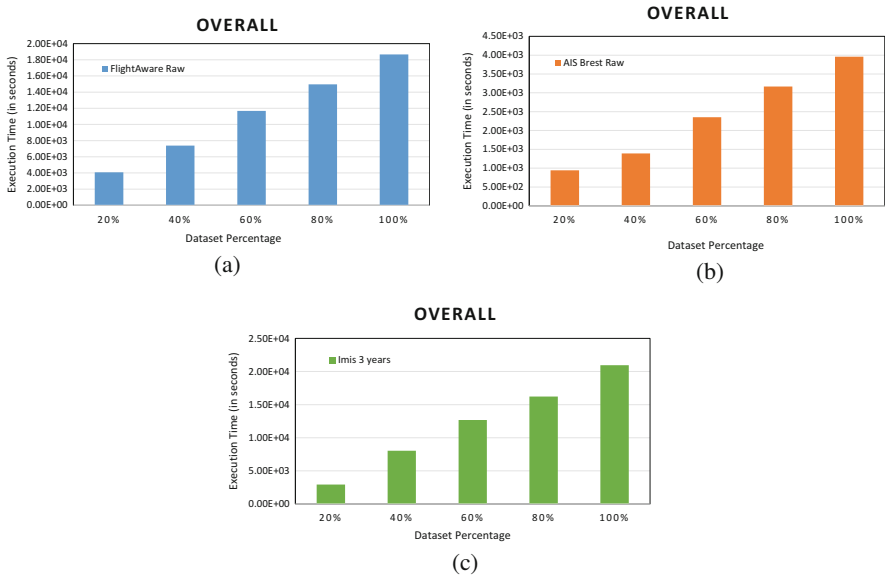 OVERALL
Execution Time (in seconds)
2.00E+04
1.80E+04
1.60E+04
1.40E+04
1.20E+04
1.00E+04
8.00E+03
6.00E+03
4.00E+03
2.00E+03
0.00E+00
FlightAware Raw
20% 40% 60% 80% 100%
Dataset Percentage
(a)
OVERALL
Execution Time (in seconds)
4.50E+03
4.00E+03
3.50E+03
3.00E+03
2.50E+03
2.00E+03
1.50E+03
1.00E+03
5.00E+02
0.00E+00
AIS Brest Raw
20% 40% 60% 80% 100%
Dataset Percentage
(b)
OVERALL
Execution Time (in seconds)
2.50E+04
2.00E+04
1.50E+04
1.00E+04
5.00E+03
0.00E+00
Imis 3 years
20% 40% 60% 80% 100%
Dataset Percentage
(c)